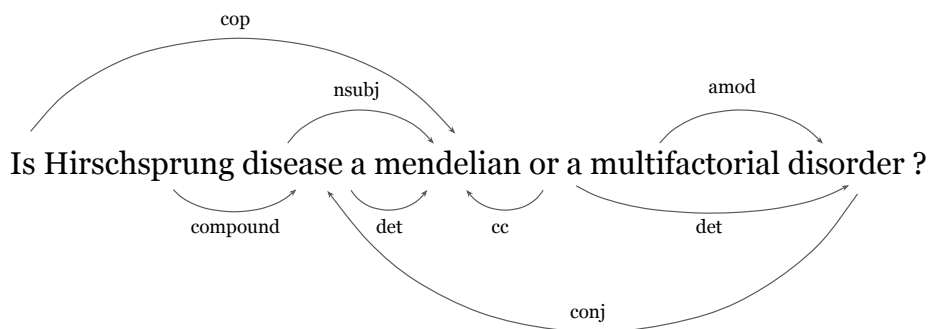 cop
nsubj
amod
Is Hirschsprung disease a mendelian or a multifactorial disorder ?
compound
det
cc
det
conj